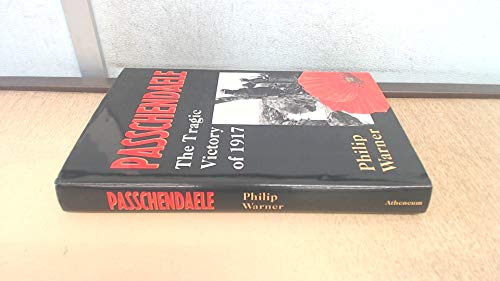 PASSCHENDAELE
The Tragic
Victory
of 1917
Philip
Warner
PASSCHENDAELE
Philip
Warner
Atheneum